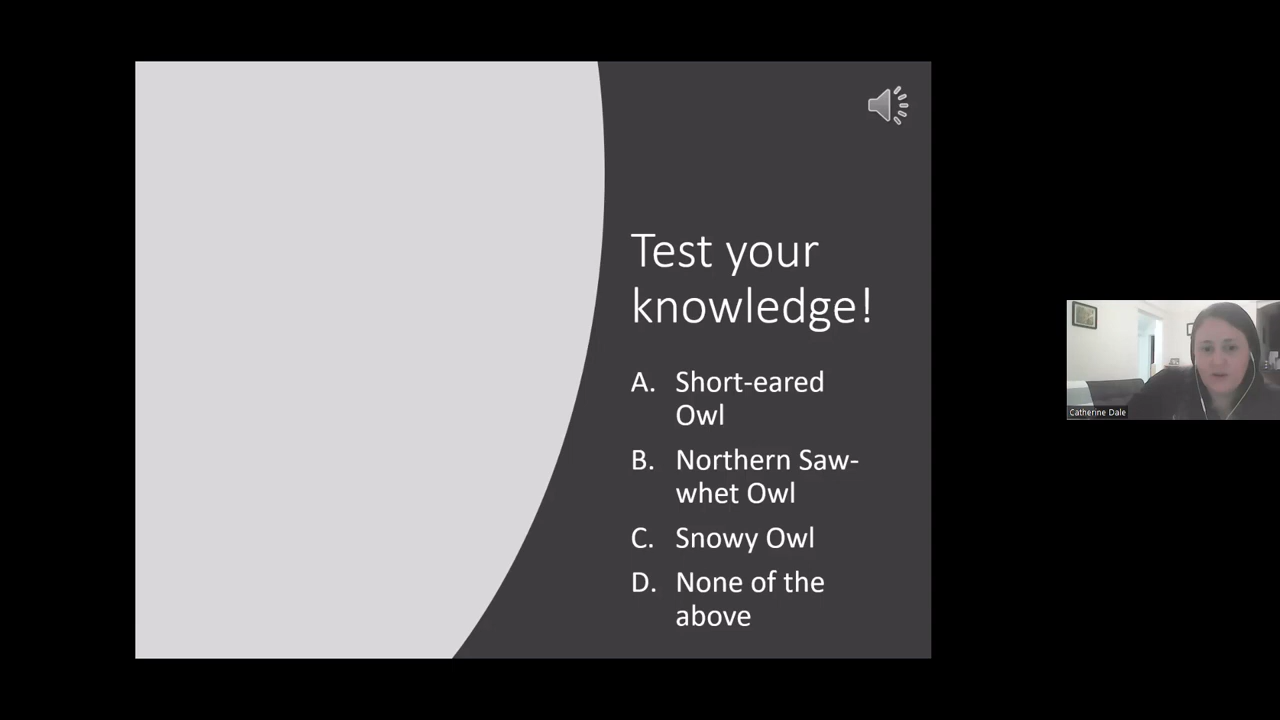 Test your
knowledge!
A. Short-eared
Owl
B. Northern Saw-
whet Owl
C. Snowy Owl
D. None of the
above
Catherine Dale